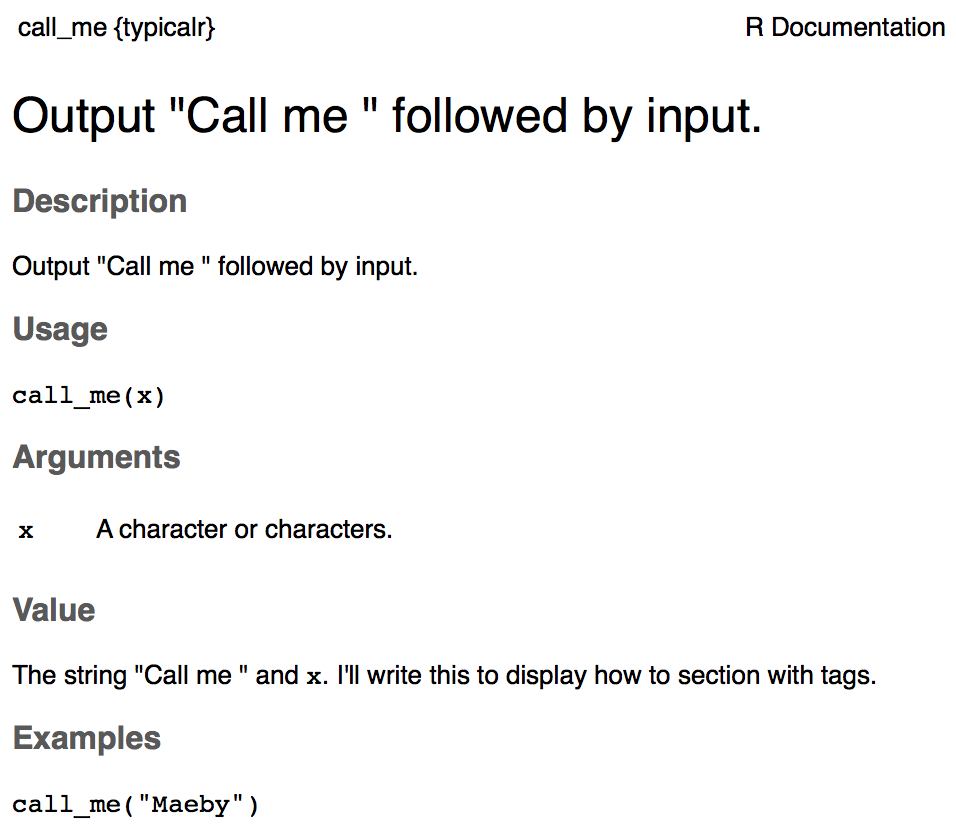 call_me {typicalr} R Documentation
Output "Call me " followed by input.
Description
Output "Call me " followed by input.
Usage
call_me(x)
Arguments
x A character or characters.
Value
The string "Call me " and x. I'll write this to display how to section with tags.
Examples
call_me("Maeby")